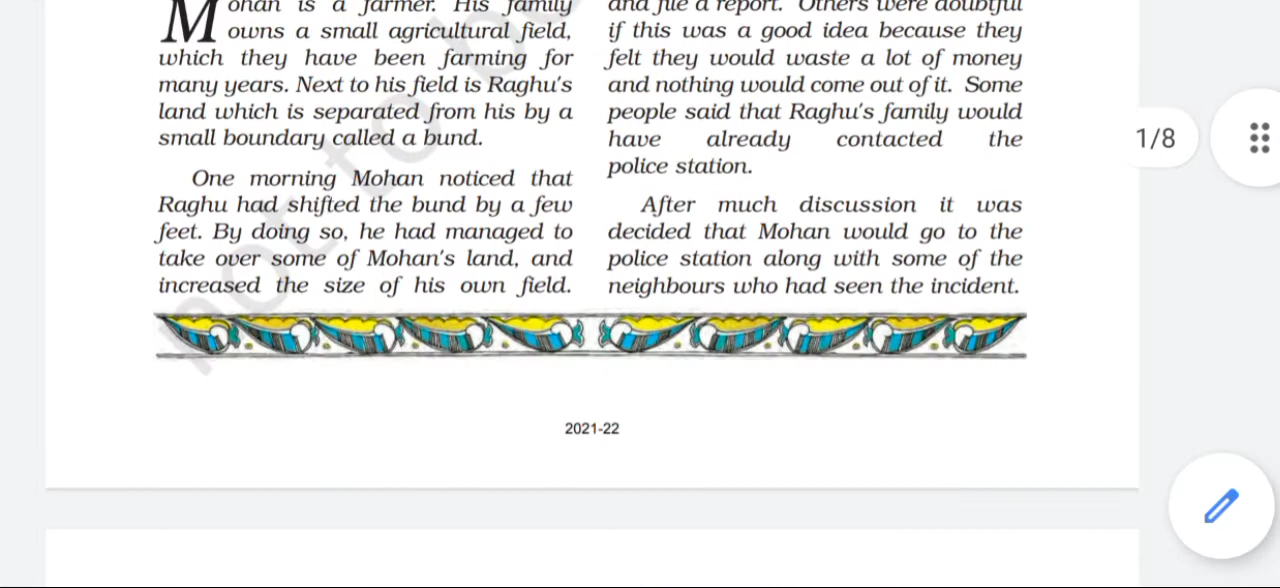 Mohan is a farmer. His family
owns a small agricultural field,
which they have been farming for
many years. Next to his field is Raghu's
land which is separated from his by a
small boundary called a bund.
One morning Mohan noticed that
Raghu had shifted the bund by a few
feet. By doing so, he had managed to
take over some of Mohan's land, and
increased the size of his own field.
and file a report. Others were doubtful
if this was a good idea because they
felt they would waste a lot of money
and nothing would come out of it. Some
people said that Raghu's family would
have already contacted the
police station.
After much discussion it was
decided that Mohan would go to the
police station along with some of the
neighbours who had seen the incident.
2021-22
1/8
not to b